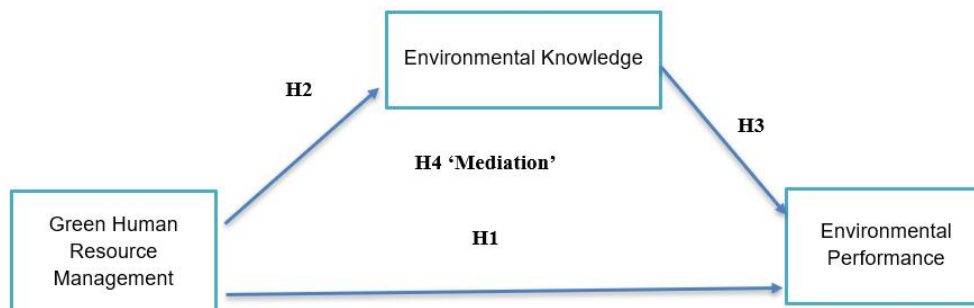 Environmental Knowledge
H2
H3
H4 ‘Mediation’
Green Human
Resource
Management
H1
Environmental
Performance